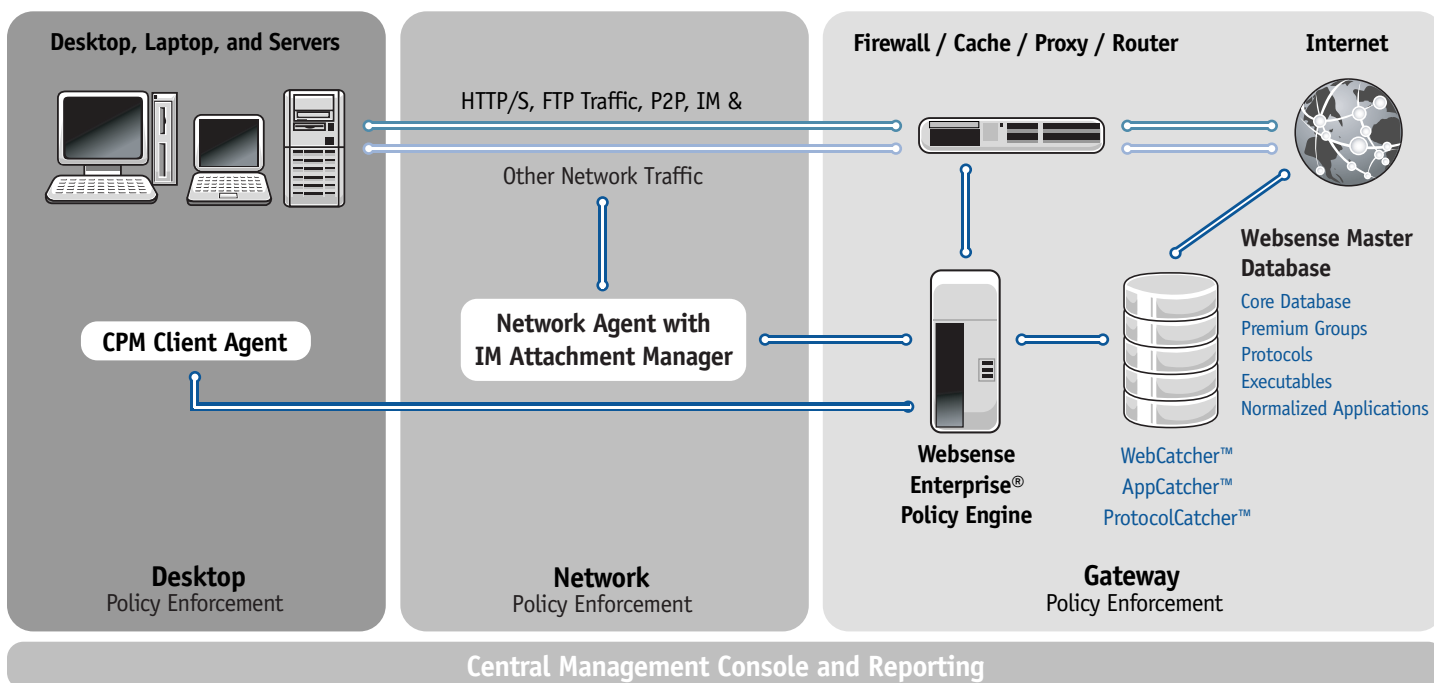 Desktop, Laptop, and Servers
CPM Client Agent
Desktop
Policy Enforcement
HTTP/S, FTP Traffic, P2P, IM &
Other Network Traffic
Network Agent with
IM Attachment Manager
Network
Policy Enforcement
Firewall / Cache / Proxy / Router
Internet
Websense Master
Database
Core Database
Premium Groups
Protocols
Executables
Normalized Applications
Websense
Enterprise®
Policy Engine
WebCatcher™
AppCatcher™
ProtocolCatcher™
Gateway
Policy Enforcement
Central Management Console and Reporting